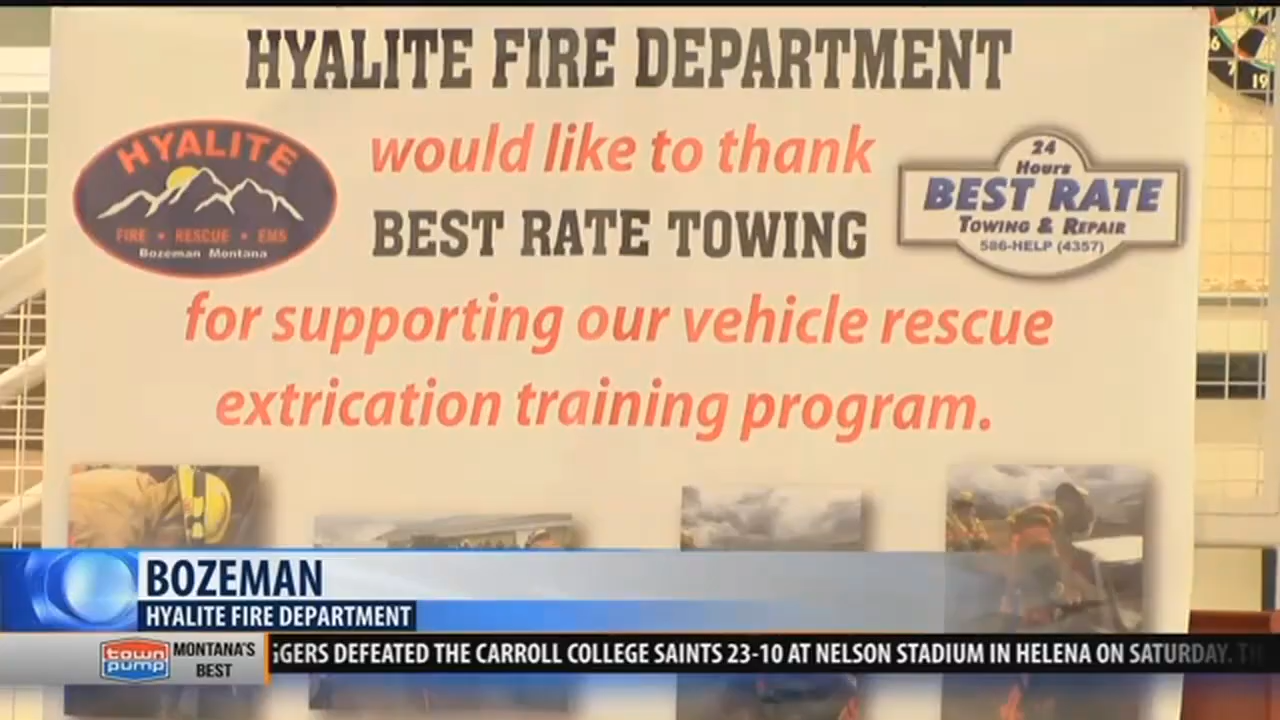 HYALITE FIRE DEPARTMENT
would like to thank
BEST RATE TOWING
for supporting our vehicle rescue
extrication training program.
HYALITE
FIRE • RESCUE • EMS
Bozeman Montana
24
Hours
BEST RATE
TOWING & REPAIR
586-HELP (4357)
19
BOZEMAN
HYALITE FIRE DEPARTMENT
town
pump
MONTANA'S
BEST
GGERS DEFEATED THE CARROLL COLLEGE SAINTS 23-10 AT NELSON STADIUM IN HELENA ON SATURDAY.